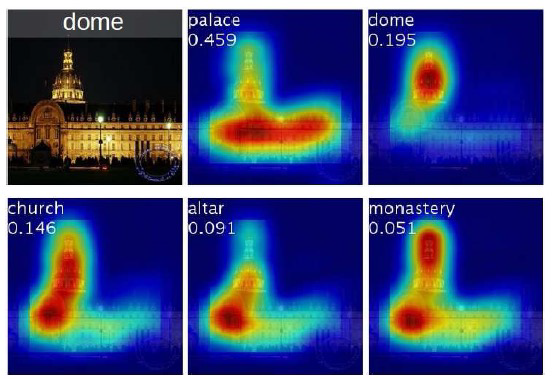 dome
palace
0.459
dome
0.195
church
0.146
altar
0.091
monastery
0.051